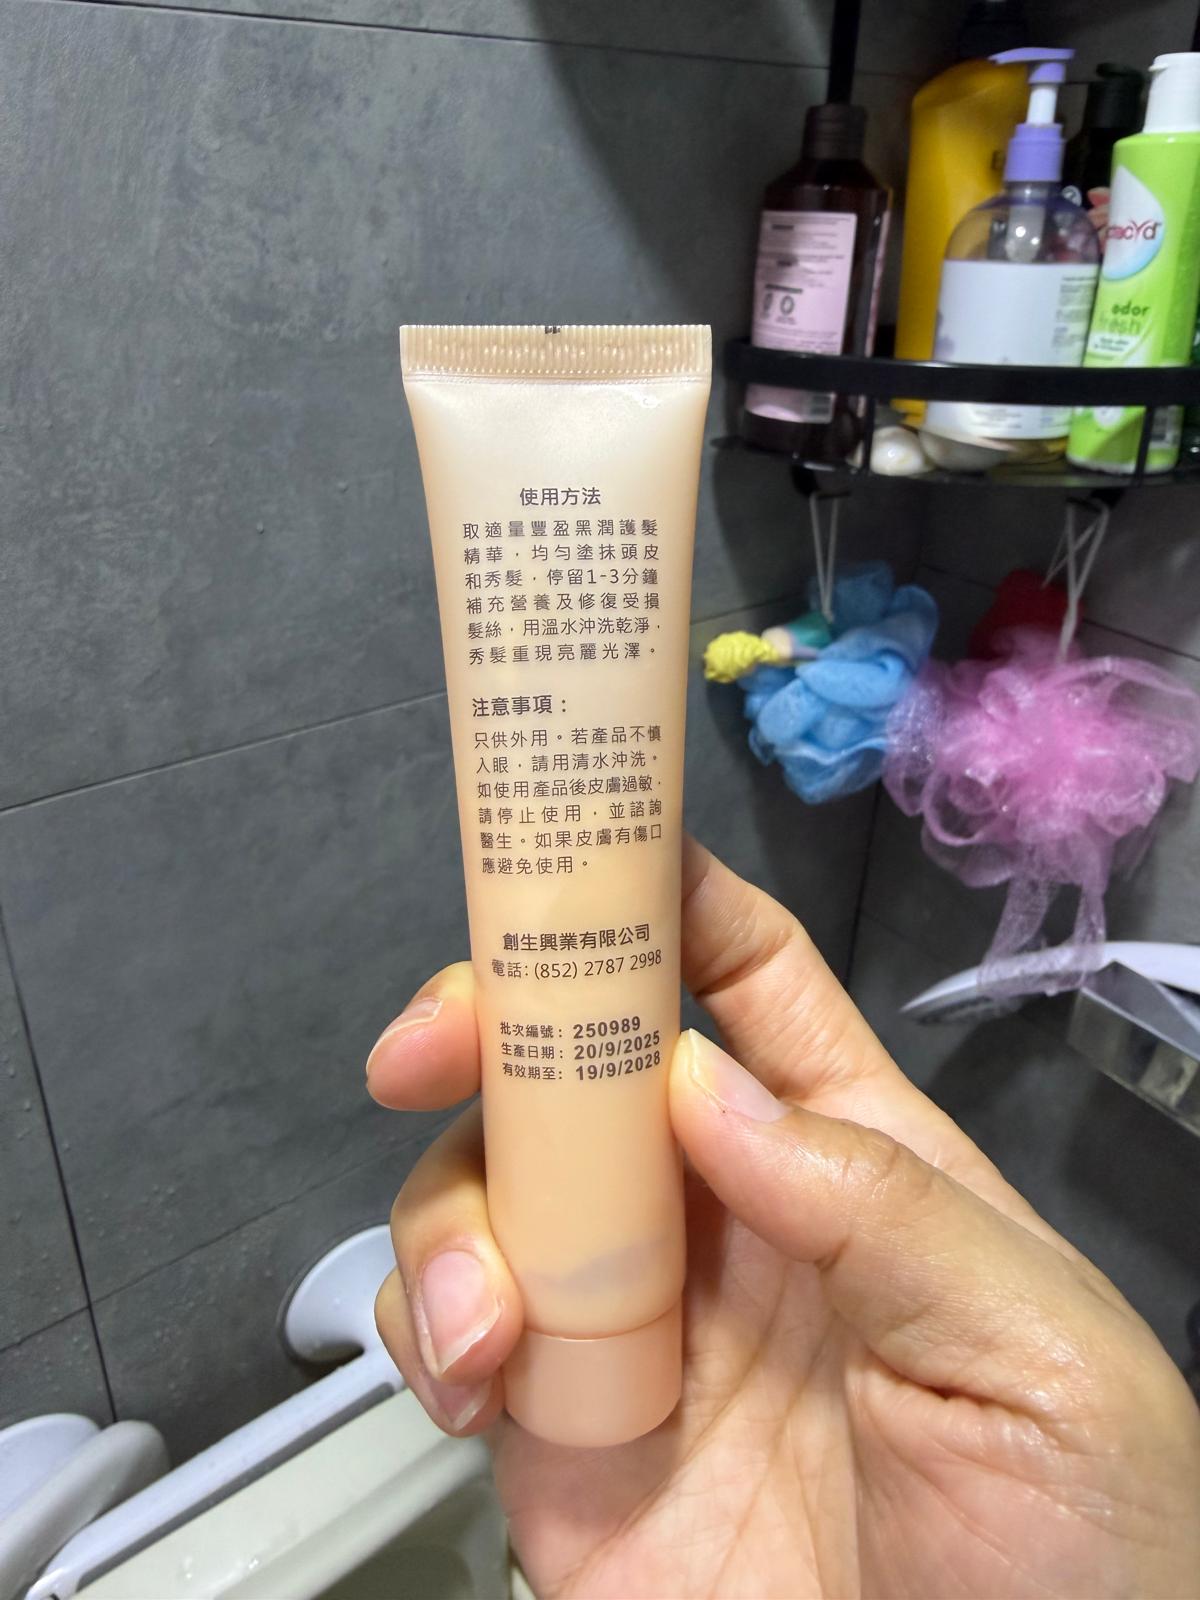 使用方法
取適量豐盈黑潤護髮
精華，均勻塗抹頭皮
和秀髮，停留1-3分鐘
補充營養及修復受損
髮絲，用溫水沖洗乾淨，
秀髮重現亮麗光澤。
注意事項：
只供外用。若產品不慎
入眼，請用清水沖洗。
如使用產品後皮膚過敏，
請停止使用，並諮詢
醫生。如果皮膚有傷口
應避免使用。
創生興業有限公司
電話: (852) 2787 2998
批次編號：250989
生產日期：20/9/2025
有效期至：19/9/2028
odor
fresh